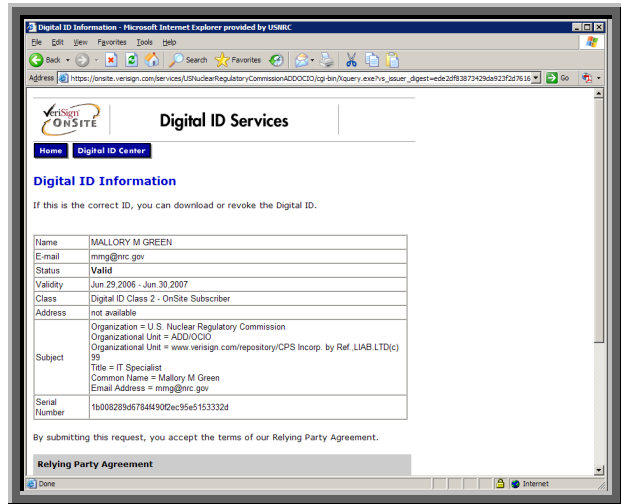 Digital ID Information - Microsoft Internet Explorer provided by USNRC
File Edit View Favorites Tools Help
Back Search Favorites
Address https://onsite.verisign.com/services/USNuclearRegulatoryCommissionADDOCIO/cgi-bin/Xquery.exe?vs_issuer_digest=ede2df83873429da923f2d7616 Go
VeriSign
ONSITE
Digital ID Services
Home Digital ID Center
Digital ID Information
If this is the correct ID, you can download or revoke the Digital ID.
Name MALLORY M GREEN
E-mail mmg@nrc.gov
Status Valid
Validity Jun.29,2006 - Jun.30,2007
Class Digital ID Class 2 - OnSite Subscriber
Address not available
Subject Organization = U.S. Nuclear Regulatory Commission
Organizational Unit = ADD/OCIO
Organizational Unit = www.verisign.com/repository/CPS Incorp. by Ref.,LIAB.LTD(c)
99
Title = IT Specialist
Common Name = Mallory M Green
Email Address = mmg@nrc.gov
Serial
Number 1b008289d6784f490f2ec95e5153332d
By submitting this request, you accept the terms of our Relying Party Agreement.
Relying Party Agreement
Done Internet